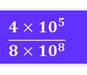 4 × 10⁵
8 × 10⁸